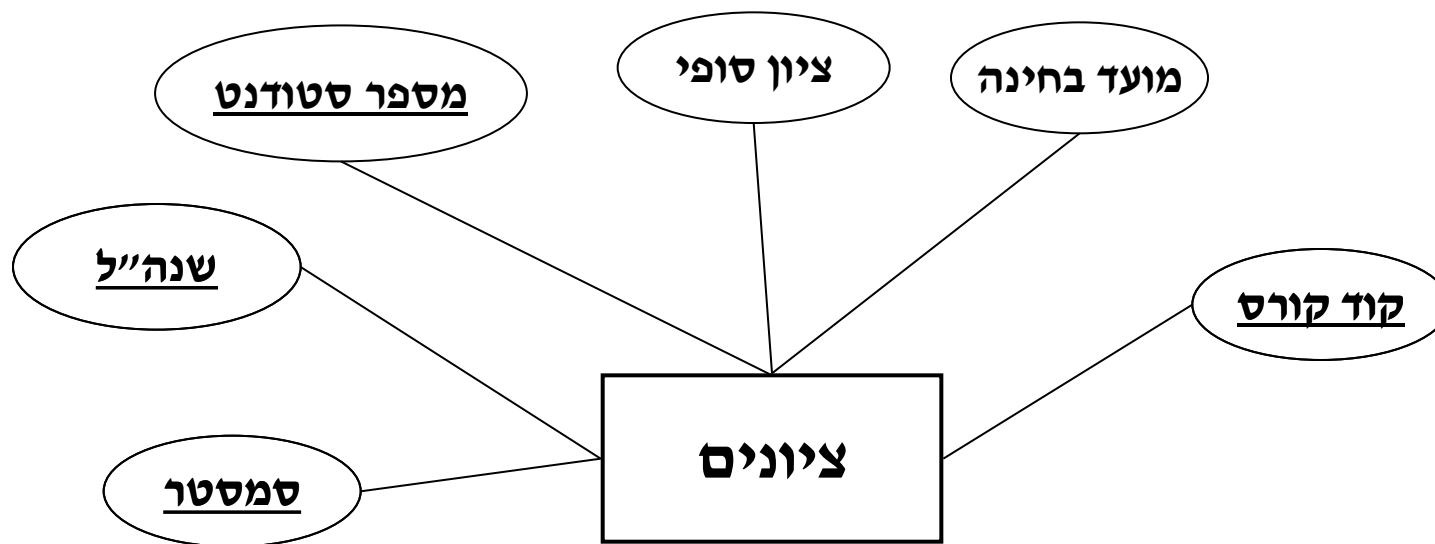 מועד בחינה
ציון סופי
מספר סטודנט
שנה״ל
קוד קורס
ציונים
סמסטר